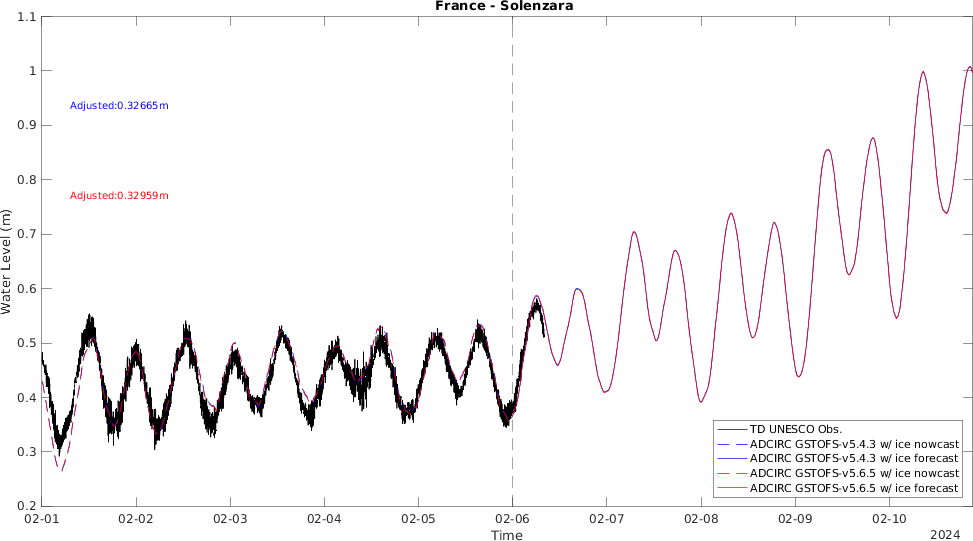 France - Solenzara
1.1
1
0.9
0.8
0.7
0.6
0.5
0.4
0.3
0.2
Water Level (m)
Adjusted:0.32665m
Adjusted:0.32959m
TD UNESCO Obs.
ADCIRC GSTOFS-v5.4.3 w/ ice nowcast
ADCIRC GSTOFS-v5.4.3 w/ ice forecast
ADCIRC GSTOFS-v5.6.5 w/ ice nowcast
ADCIRC GSTOFS-v5.6.5 w/ ice forecast
02-01 02-02 02-03 02-04 02-05 02-06 02-07 02-08 02-09 02-10
Time
2024